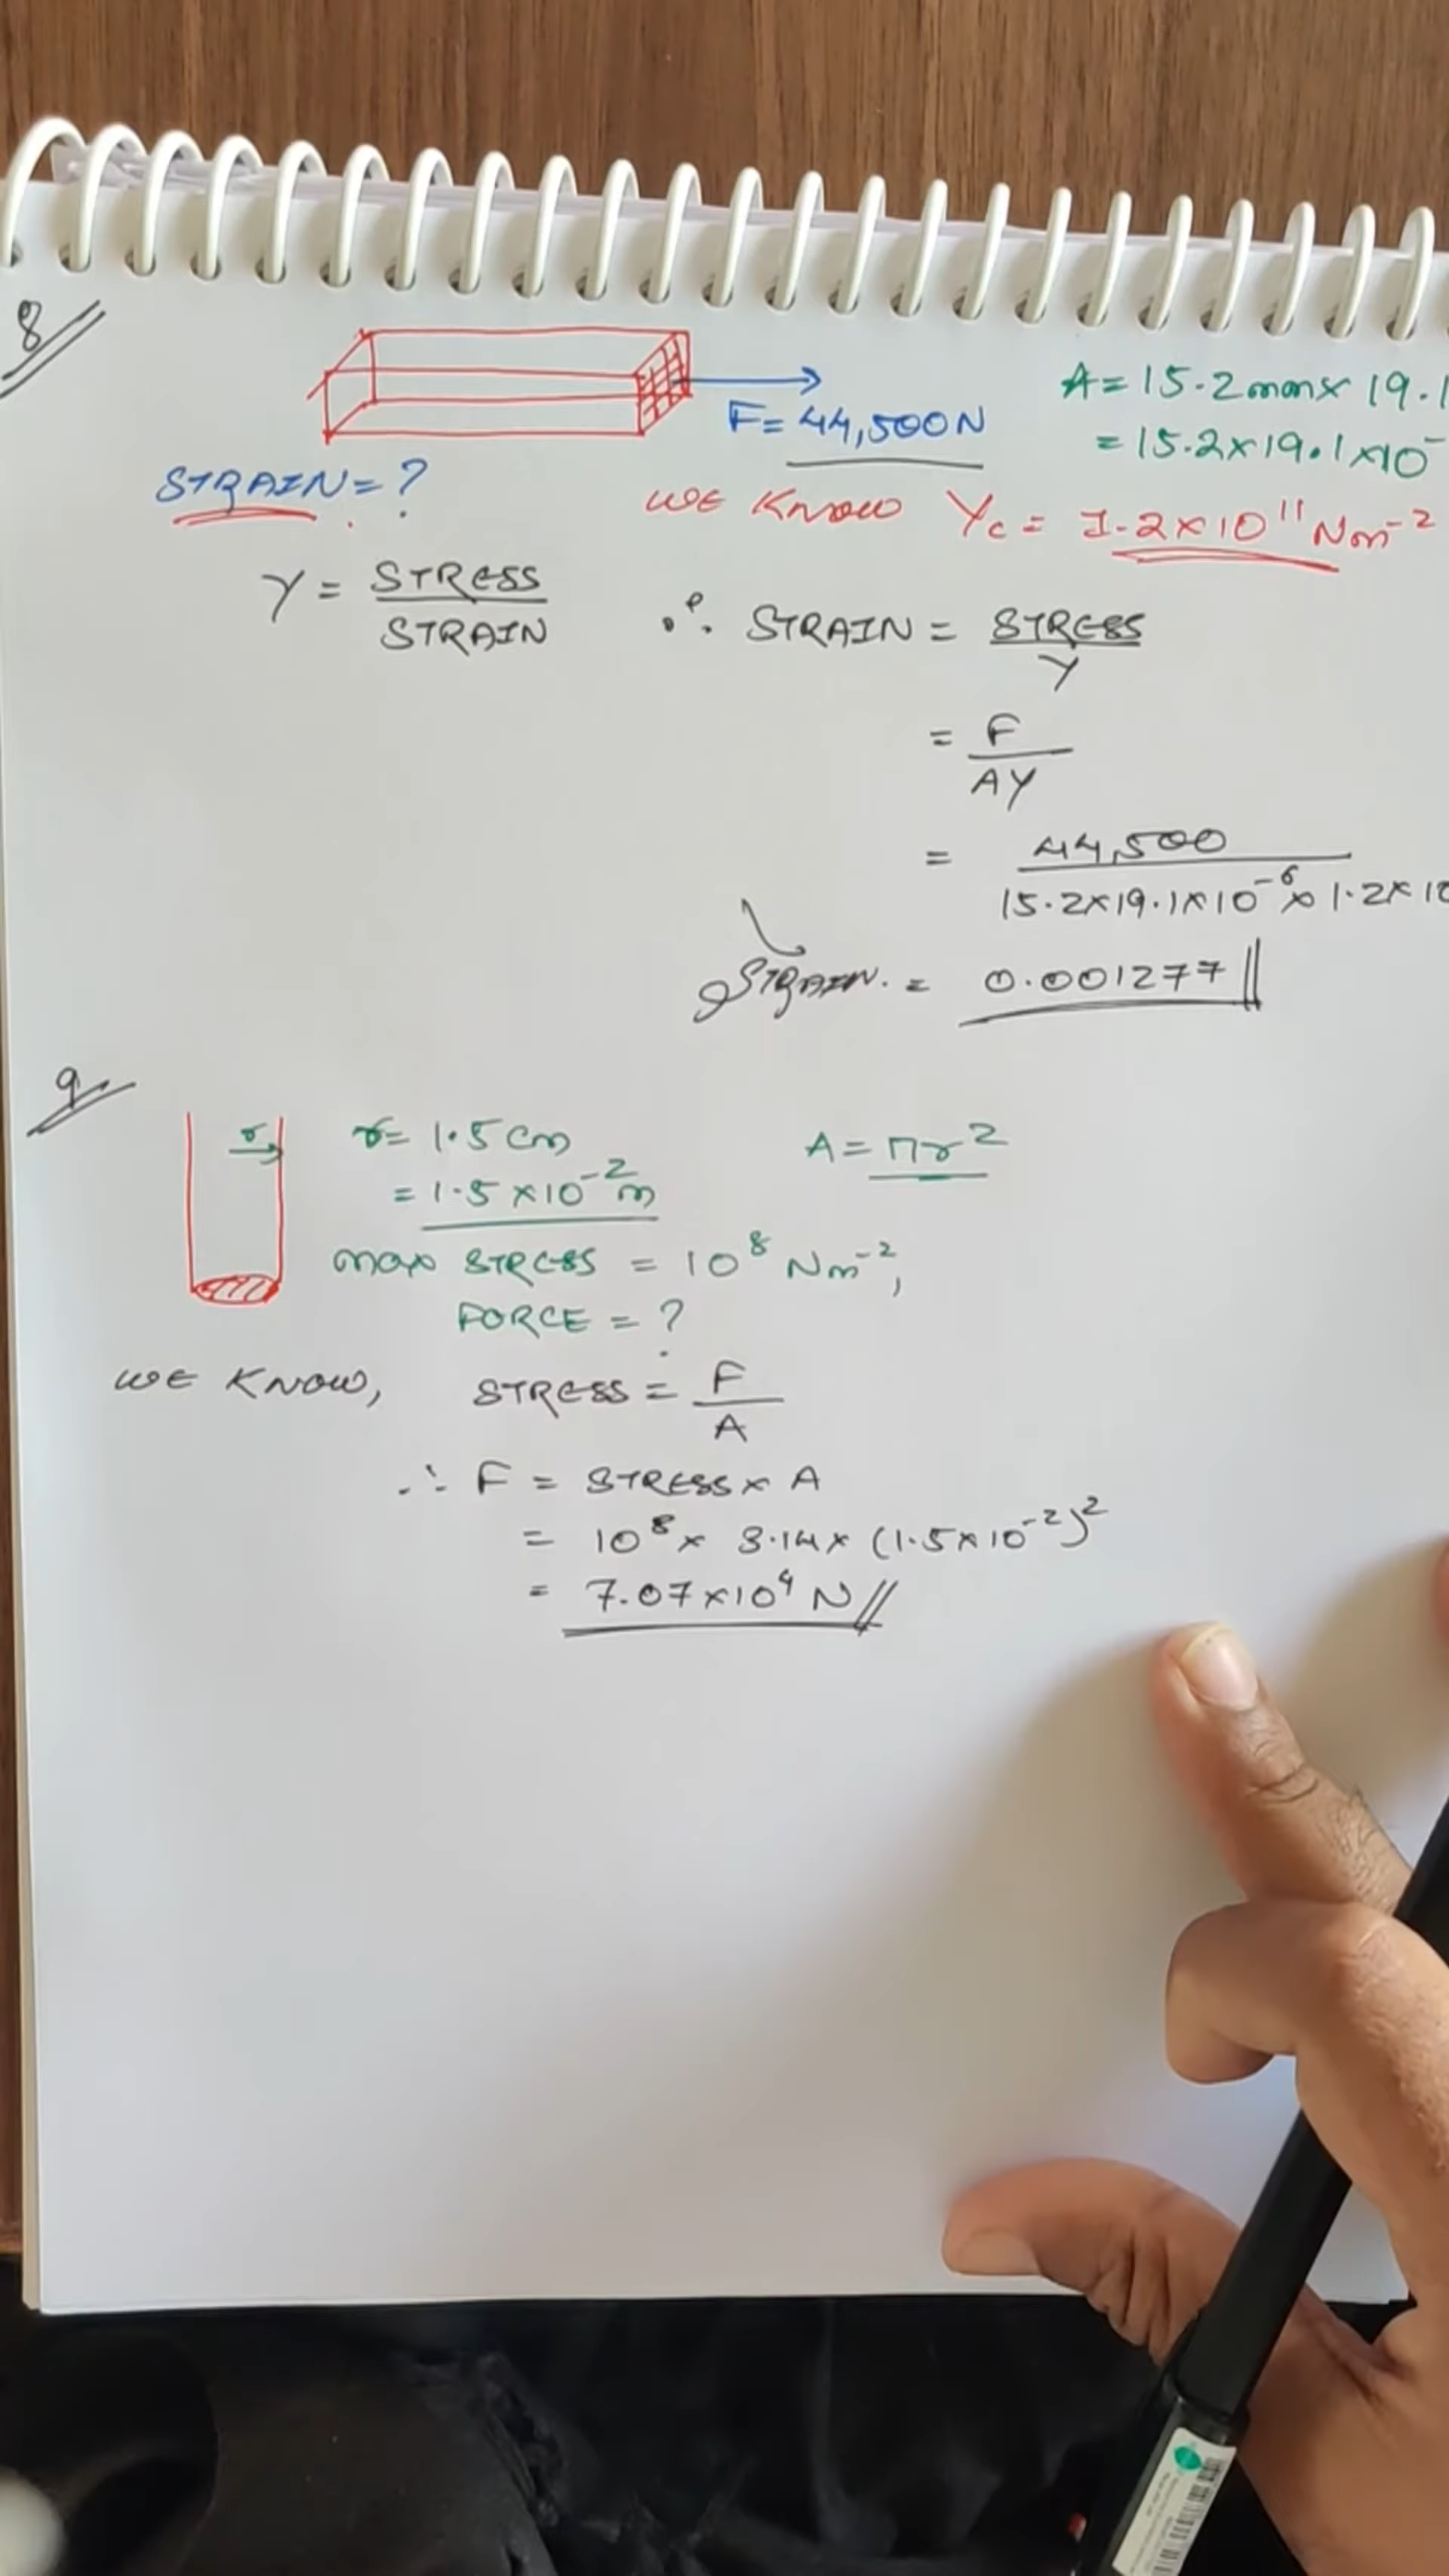 8
F = 44,500N
A = 15.2mm × 19.1
= 15.2×19.1×10⁻
STRAIN = ?
WE KNOW Yc = 1.2×10¹¹ Nm⁻²
Y = STRESS / STRAIN
∴ STRAIN = STRESS / Y
= F / AY
= 44,500 / 15.2×19.1×10⁻⁶ × 1.2×10
STRAIN. = 0.001277
9
r
r = 1.5 cm
A = πr²
= 1.5 ×10⁻² m
max STRESS = 10⁸ Nm⁻²,
FORCE = ?
WE KNOW, STRESS = F / A
∴ F = STRESS × A
= 10⁸ × 3.14 × (1.5×10⁻²)²
= 7.07×10⁴ N